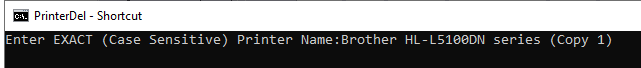 PrinterDel - Shortcut
Enter EXACT (Case Sensitive) Printer Name:Brother HL-L5100DN series (Copy 1)